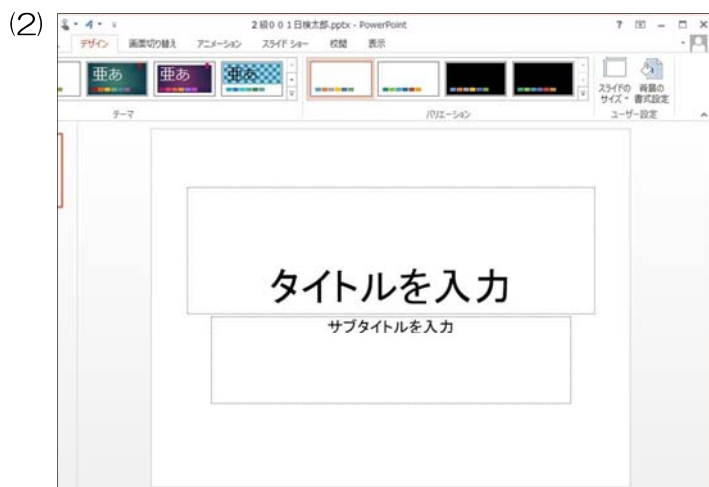 (2)
2級001日検太郎.pptx - PowerPoint
デザイン 画面切り替え アニメーション スライド ショー 校閲 表示
亜あ 亜あ 亜あ
スライドの サイズ 背景の 書式設定
テーマ バリエーション ユーザー設定
タイトルを入力
サブタイトルを入力